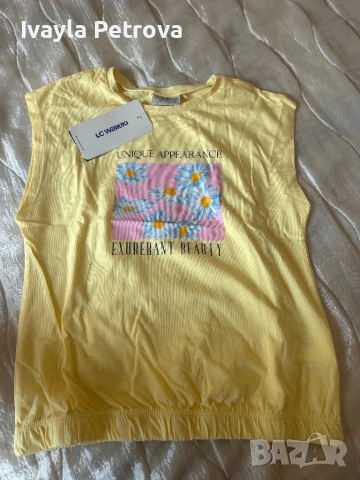 Ivayla Petrova
LC WAIKIKI
UNIQUE APPEARANCE
EXUBERANT BEAUTY
BAZAR